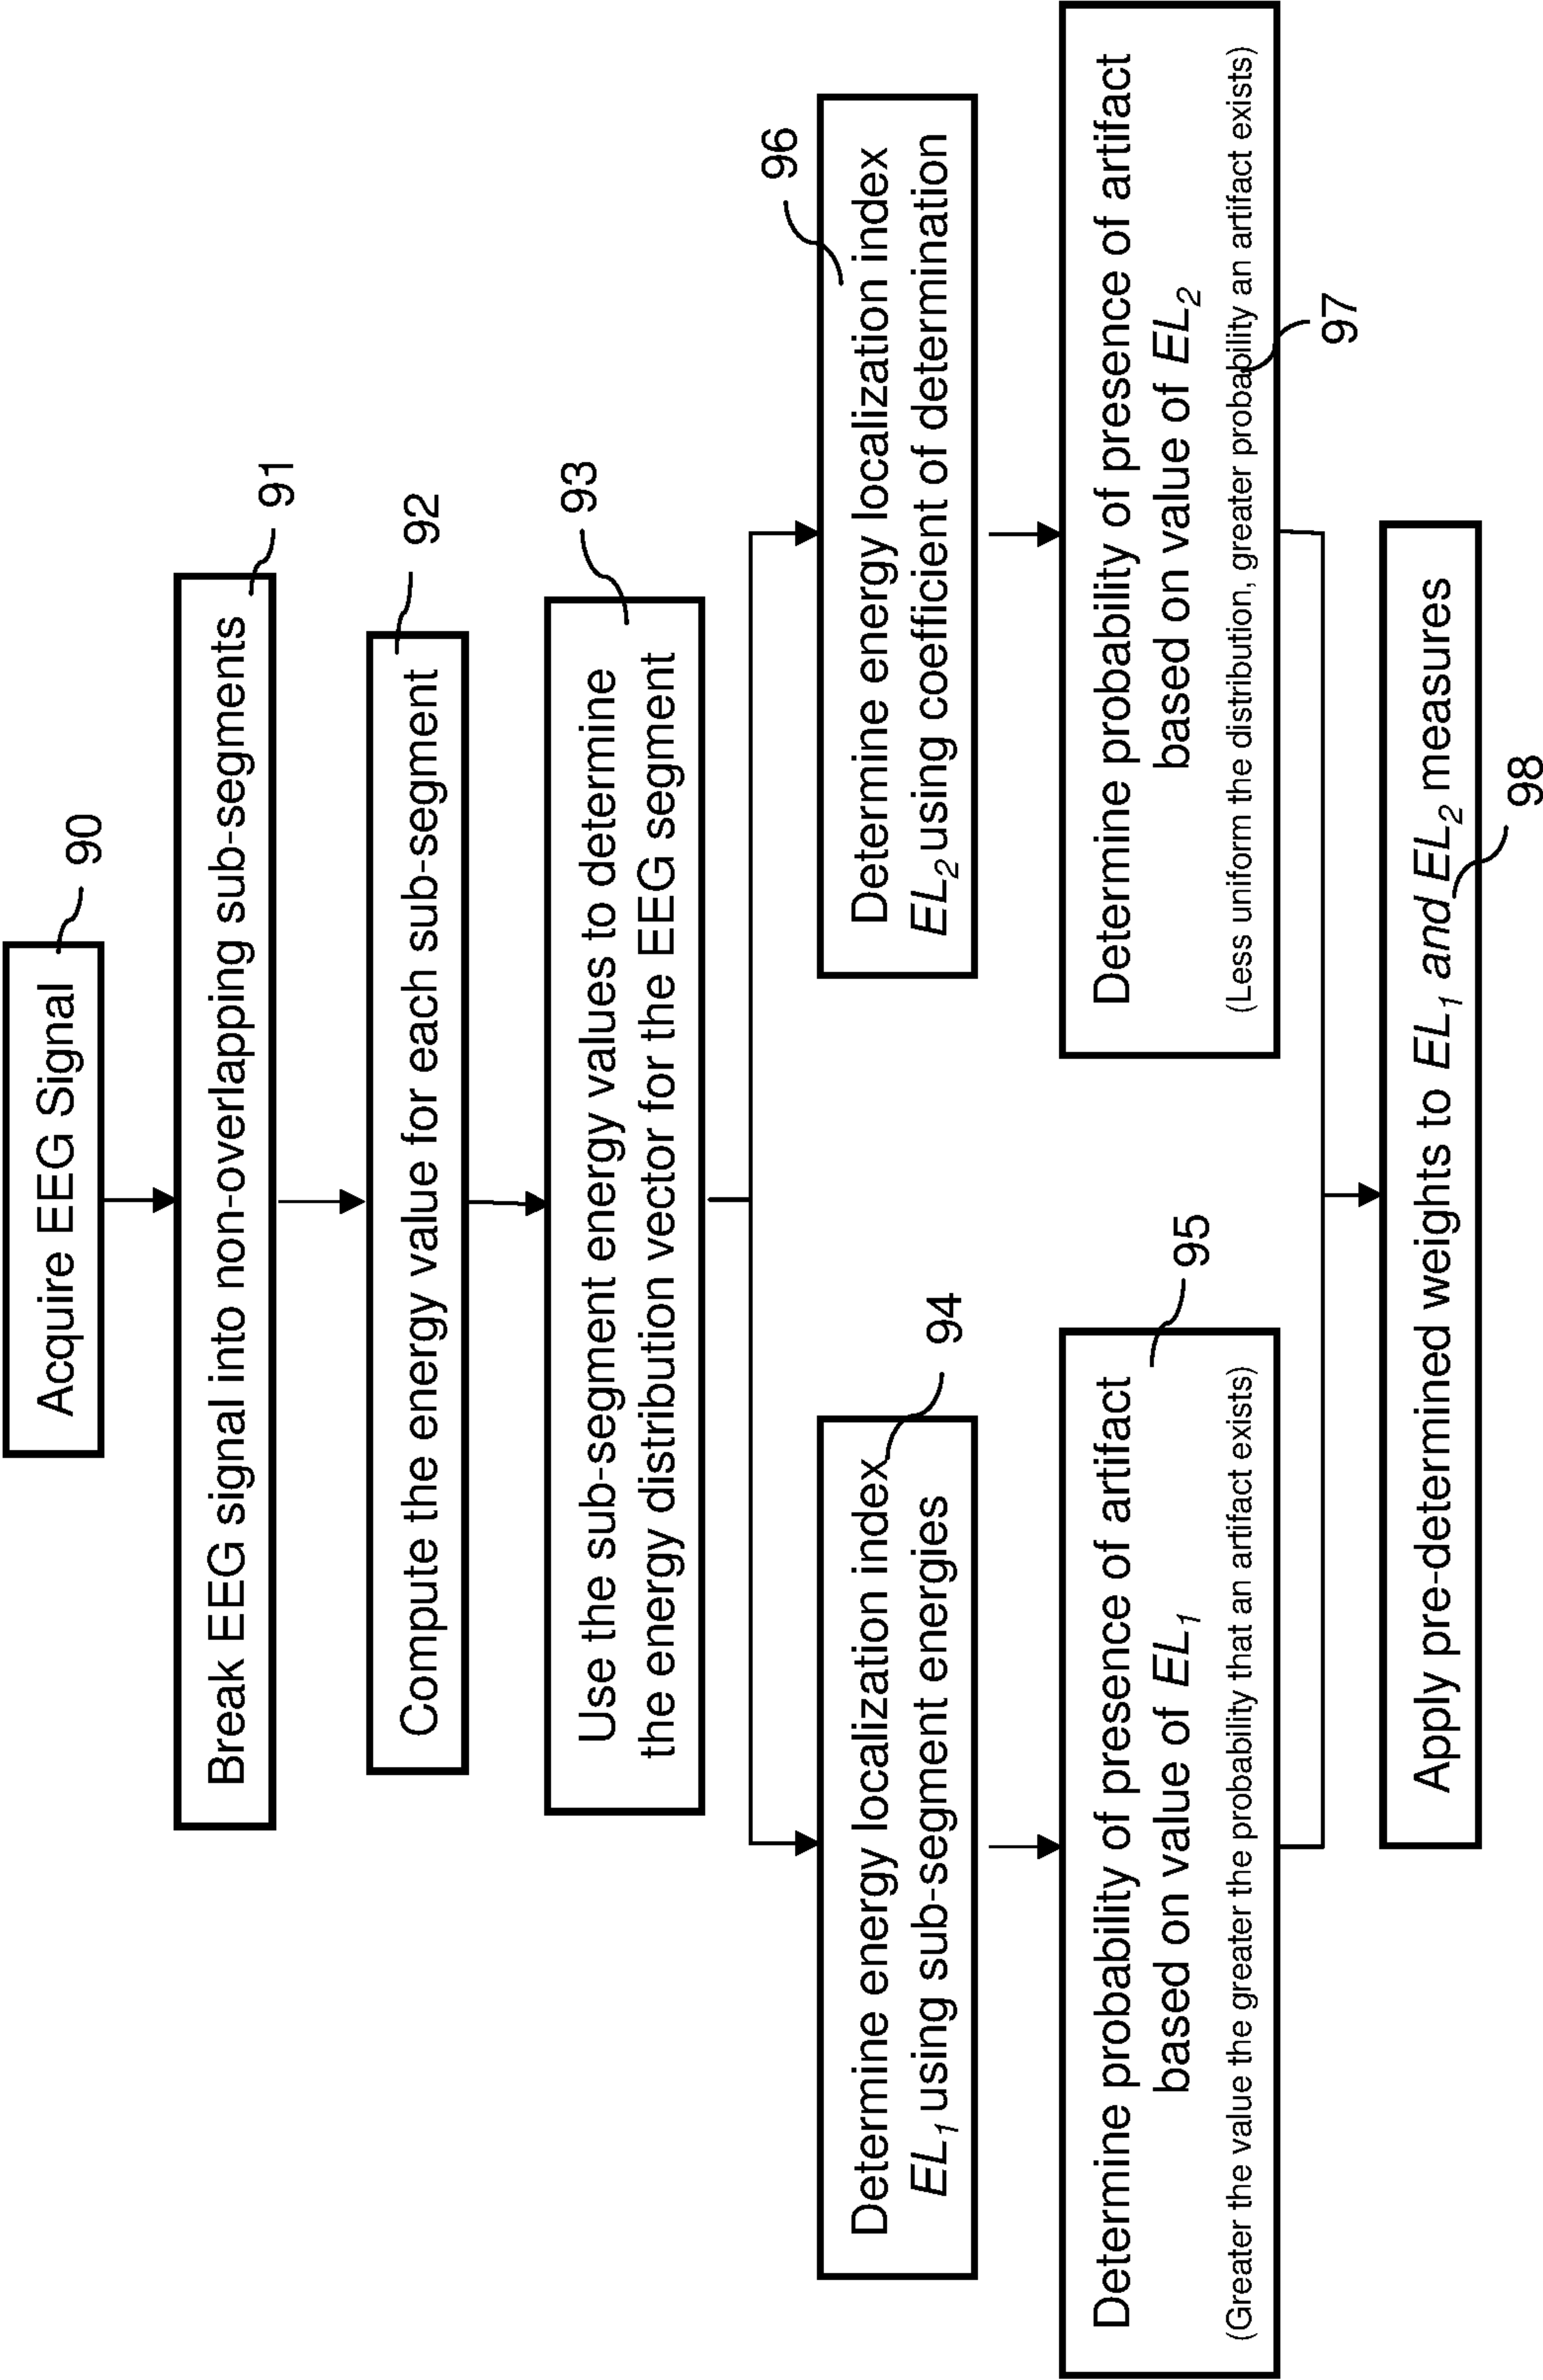 Acquire EEG Signal
90
Break EEG signal into non-overlapping sub-segments
91
Compute the energy value for each sub-segment
92
Use the sub-segment energy values to determine
the energy distribution vector for the EEG segment
93
Determine energy localization index
EL1 using sub-segment energies
94
Determine probability of presence of artifact
based on value of EL1
(Greater the value the greater the probability that an artifact exists)
95
Determine energy localization index
EL2 using coefficient of determination
96
Determine probability of presence of artifact
based on value of EL2
(Less uniform the distribution, greater probability an artifact exists)
97
Apply pre-determined weights to EL1 and EL2 measures
98